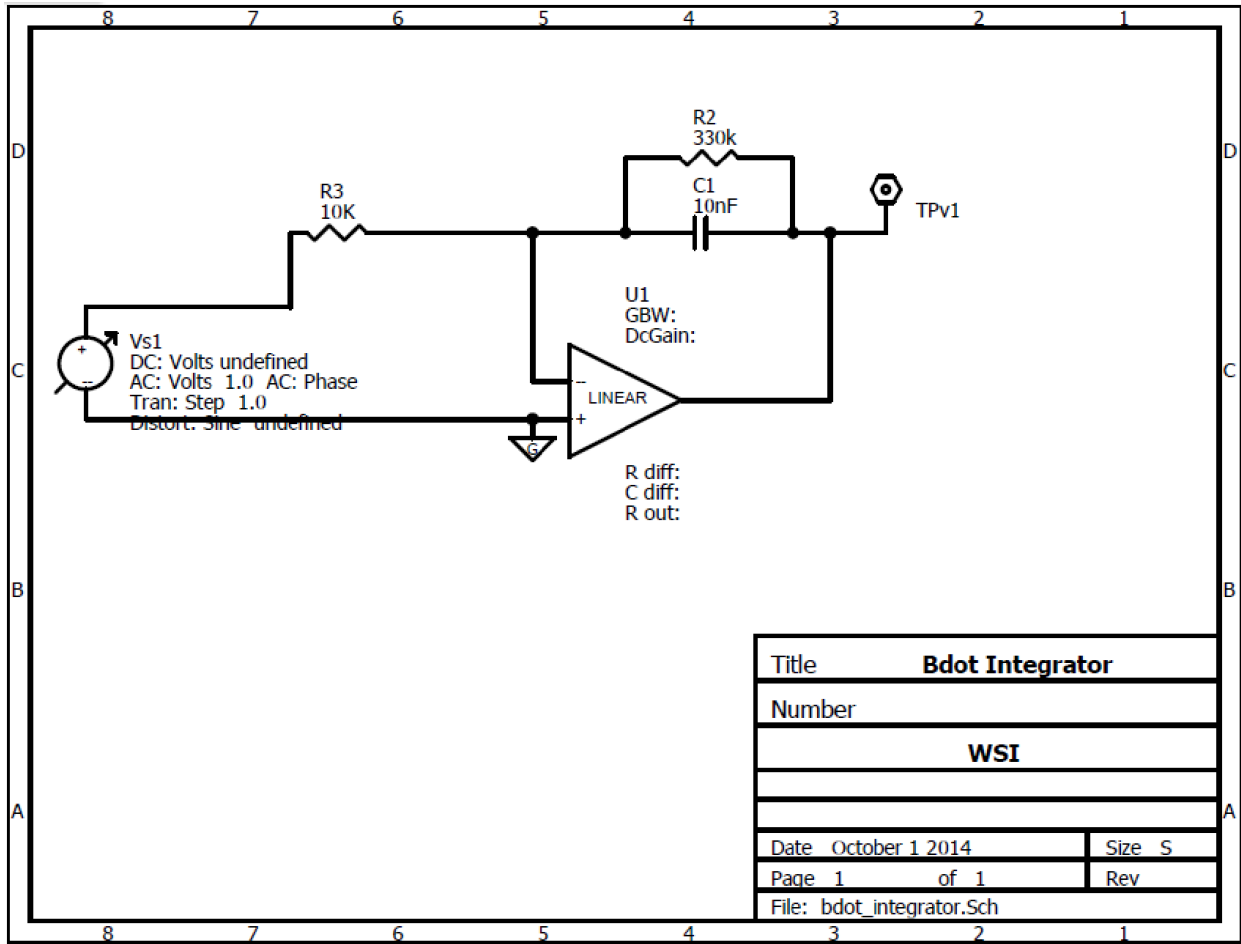 8 7 6 5 4 3 2 1
R2
330k
D D
C1
10nF
R3
10K
TPv1
U1
GBW:
DcGain:
+
Vs1
--
DC: Volts undefined
C C
AC: Volts 1.0 AC: Phase
Tran: Step 1.0
Distort: Sine undefined
--
LINEAR
+
G
R diff:
C diff:
R out:
B B
Title Bdot Integrator
Number
WSI
A A
Date October 1 2014 Size S
Page 1 of 1 Rev
File: bdot_integrator.Sch
8 7 6 5 4 3 2 1